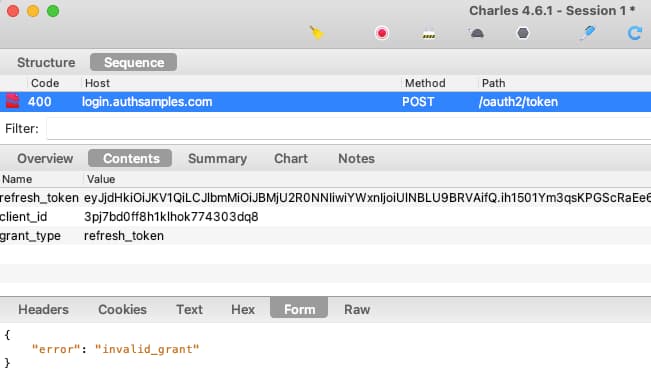 Charles 4.6.1 - Session 1 *
Structure Sequence
Code Host Method Path
400 login.authsamples.com POST /oauth2/token
Filter:
Overview Contents Summary Chart Notes
Name Value
refresh_token eyJjdHkiOiJKV1QiLCJlbmMiOiJBMjU2R0NNIiwiYWxnIjoiUlNBLU9BRVAifQ.ih1501Ym3qsKPGScRaEe6
client_id 3pj7bd0ff8h1klhok774303dq8
grant_type refresh_token
Headers Cookies Text Hex Form Raw
{
"error": "invalid_grant"
}